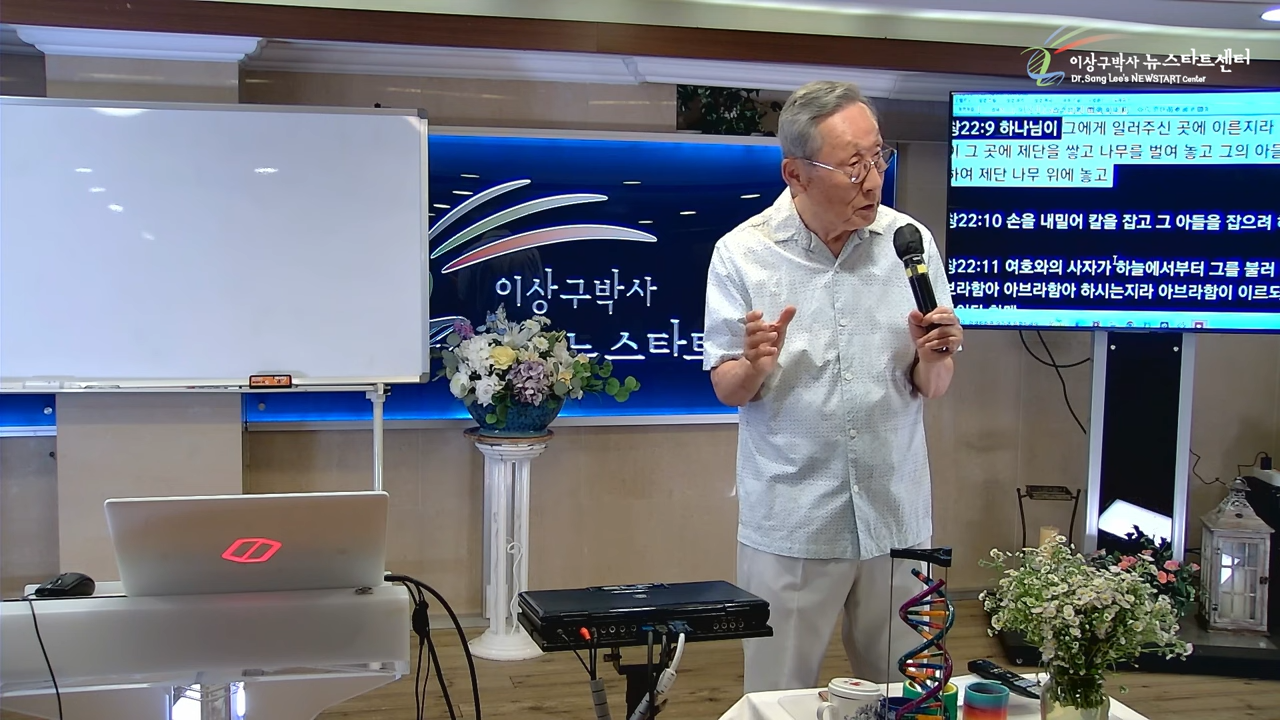 이상구박사 뉴스타트센터
Dr. Sang Lee's NEWSTART Center
창22:9 하나님이 그에게 일러주신 곳에 이른지라
이 그 곳에 제단을 쌓고 나무를 벌여 놓고 그의 아들
하여 제단 나무 위에 놓고
창22:10 손을 내밀어 칼을 잡고 그 아들을 잡으려
창22:11 여호와의 사자가 하늘에서부터 그를 불러
브라함아 아브라함아 하시는지라 아브라함이 이르되
이상구박사
뉴스타트